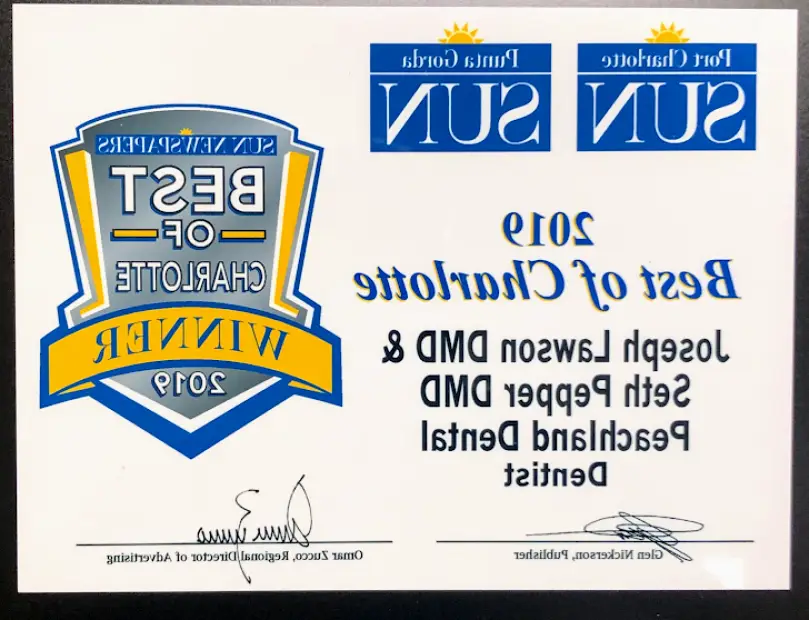 Port Charlotte
SUN
Punta Gorda
SUN
SUN NEWSPAPERS
BEST
OF
CHARLOTTE
WINNER
2019
2019
Best of Charlotte
Joseph Lawson DMD &
Seth Pepper DMD
Peachland Dental
Dentist
Glen Nickerson, Publisher
Omar Zucco, Regional Director of Advertising